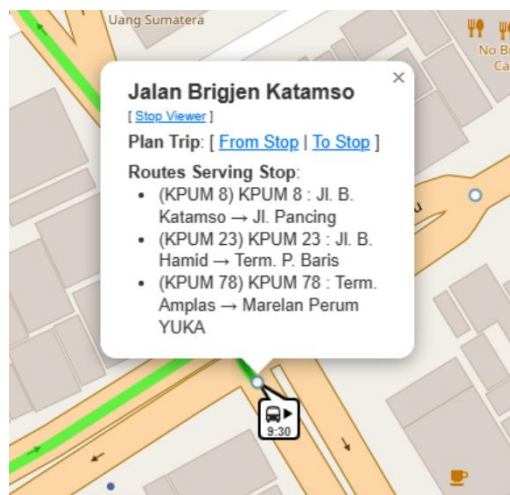 Uang Sumatera
No B
Ca
×
Jalan Brigjen Katamso
[ Stop Viewer ]
Plan Trip: [ From Stop | To Stop ]
Routes Serving Stop:
• (KPUM 8) KPUM 8 : Jl. B.
Katamso → Jl. Pancing
• (KPUM 23) KPUM 23 : Jl. B.
Hamid → Term. P. Baris
• (KPUM 78) KPUM 78 : Term.
Amplas → Marelan Perum
YUKA
9:30